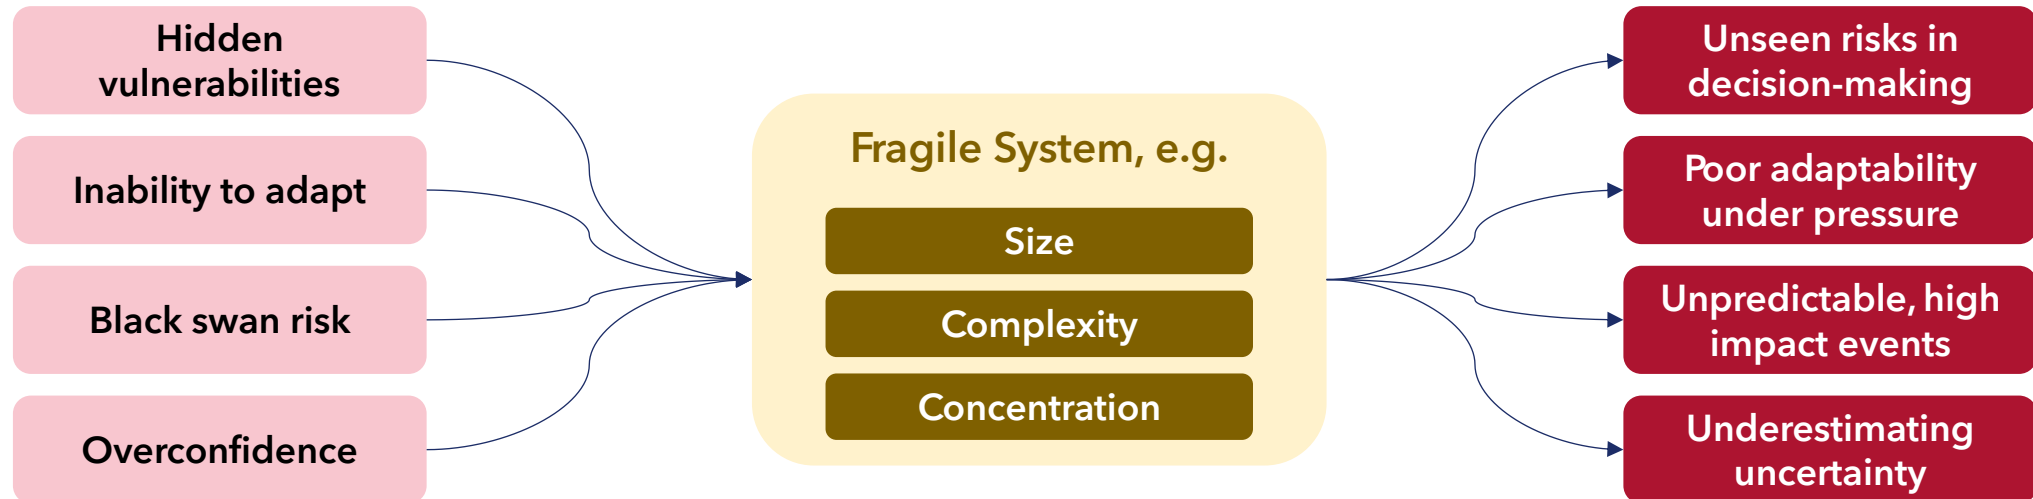 Hidden
vulnerabilities
Inability to adapt
Black swan risk
Overconfidence
Fragile System, e.g.
Size
Complexity
Concentration
Unseen risks in
decision-making
Poor adaptability
under pressure
Unpredictable, high
impact events
Underestimating
uncertainty